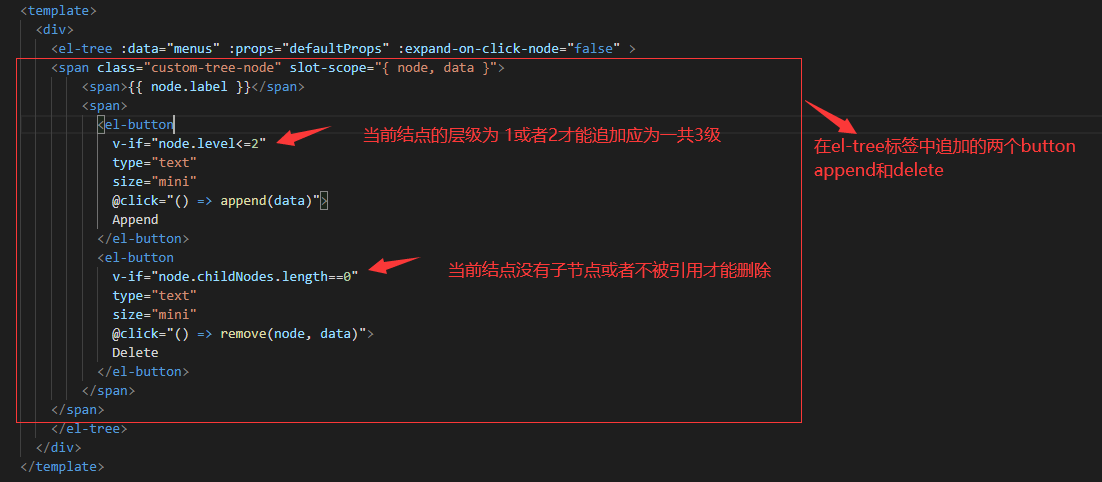 <template>
<div>
<el-tree :data="menus" :props="defaultProps" :expand-on-click-node="false" >
<span class="custom-tree-node" slot-scope="{ node, data }">
<span>{{ node.label }}</span>
<span>
<el-button
v-if="node.level<=2"
当前结点的层级为 1或者2才能追加应为一共3级
在el-tree标签中追加的两个button
append和delete
type="text"
size="mini"
@click="() => append(data)">
Append
</el-button>
<el-button
v-if="node.childNodes.length==0"
当前结点没有子节点或者不被引用才能删除
type="text"
size="mini"
@click="() => remove(node, data)">
Delete
</el-button>
</span>
</span>
</el-tree>
</div>
</template>